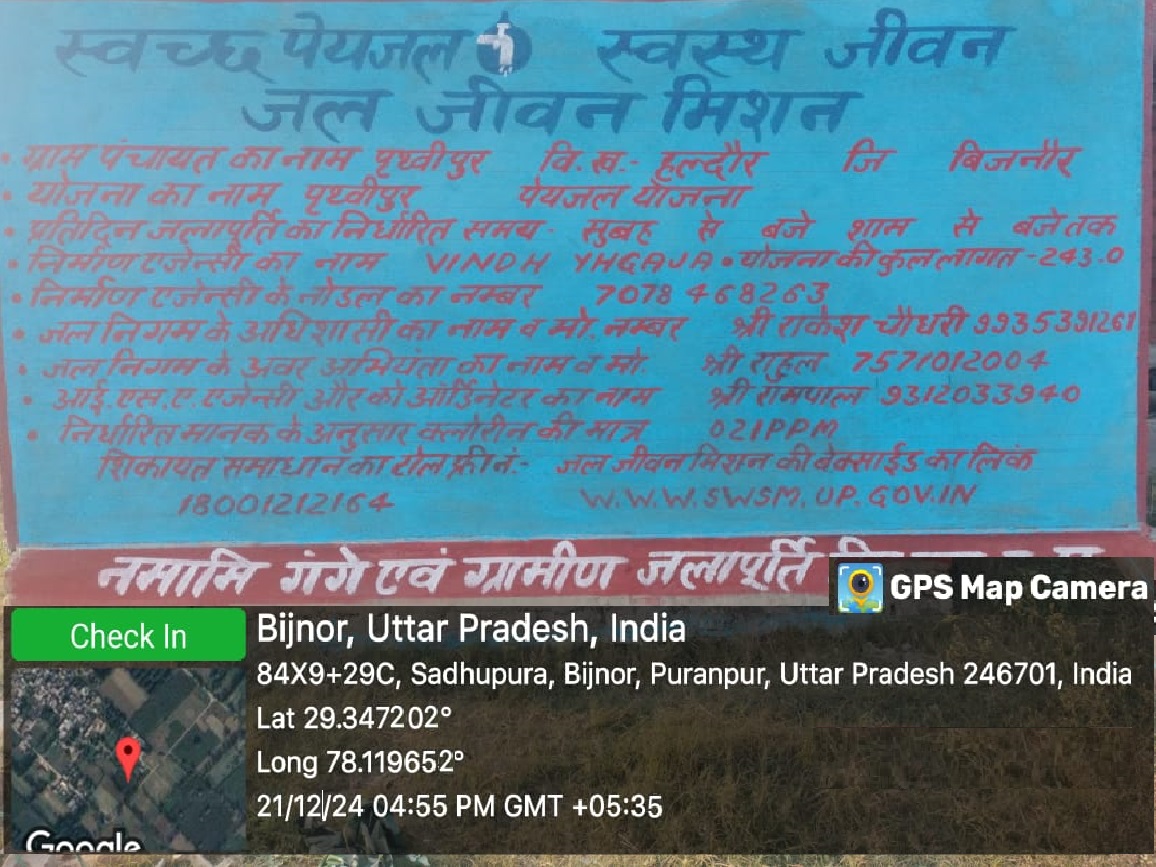 स्वच्छ पेयजल स्वस्थ जीवन
जल जीवन मिशन
• ग्राम पंचायत का नाम पृथ्वीपुर वि.ख.- हल्दौर जि बिजनौर
• योजना का नाम पृथ्वीपुर पेयजल योजना
• प्रतिदिन जलापूर्ति का निर्धारित समय - सुबह से बजे शाम से बजे तक
• निर्माण एजेन्सी का नाम VINDH YHGAJA • योजना की कुल लागत - 243.0
• निर्माण एजेन्सी के नोडल का नम्बर 7078 468263
• जल निगम के अधिशासी का नाम व मो. नम्बर श्री राकेश चौधरी 9935391261
• जल निगम के अवर अभियंता का नाम व मो. श्री राहुल 7571012004
• आई.एस.ए. एजेन्सी और को ऑर्डिनेटर का नाम श्री रामपाल 9312033940
• निर्धारित मानक के अनुसार क्लोरीन की मात्र 021PPM
शिकायत समाधान का टोल फ्री नं:- जल जीवन मिशन की बेक्साईड का लिंक
18001212164 W.W.W.SWSM.UP.GOV.IN
नमामि गंगे एवं ग्रामीण जलापूर्ति
GPS Map Camera
Check In
Bijnor, Uttar Pradesh, India
84X9+29C, Sadhupura, Bijnor, Puranpur, Uttar Pradesh 246701, India
Lat 29.347202°
Long 78.119652°
21/12/24 04:55 PM GMT +05:35
Google